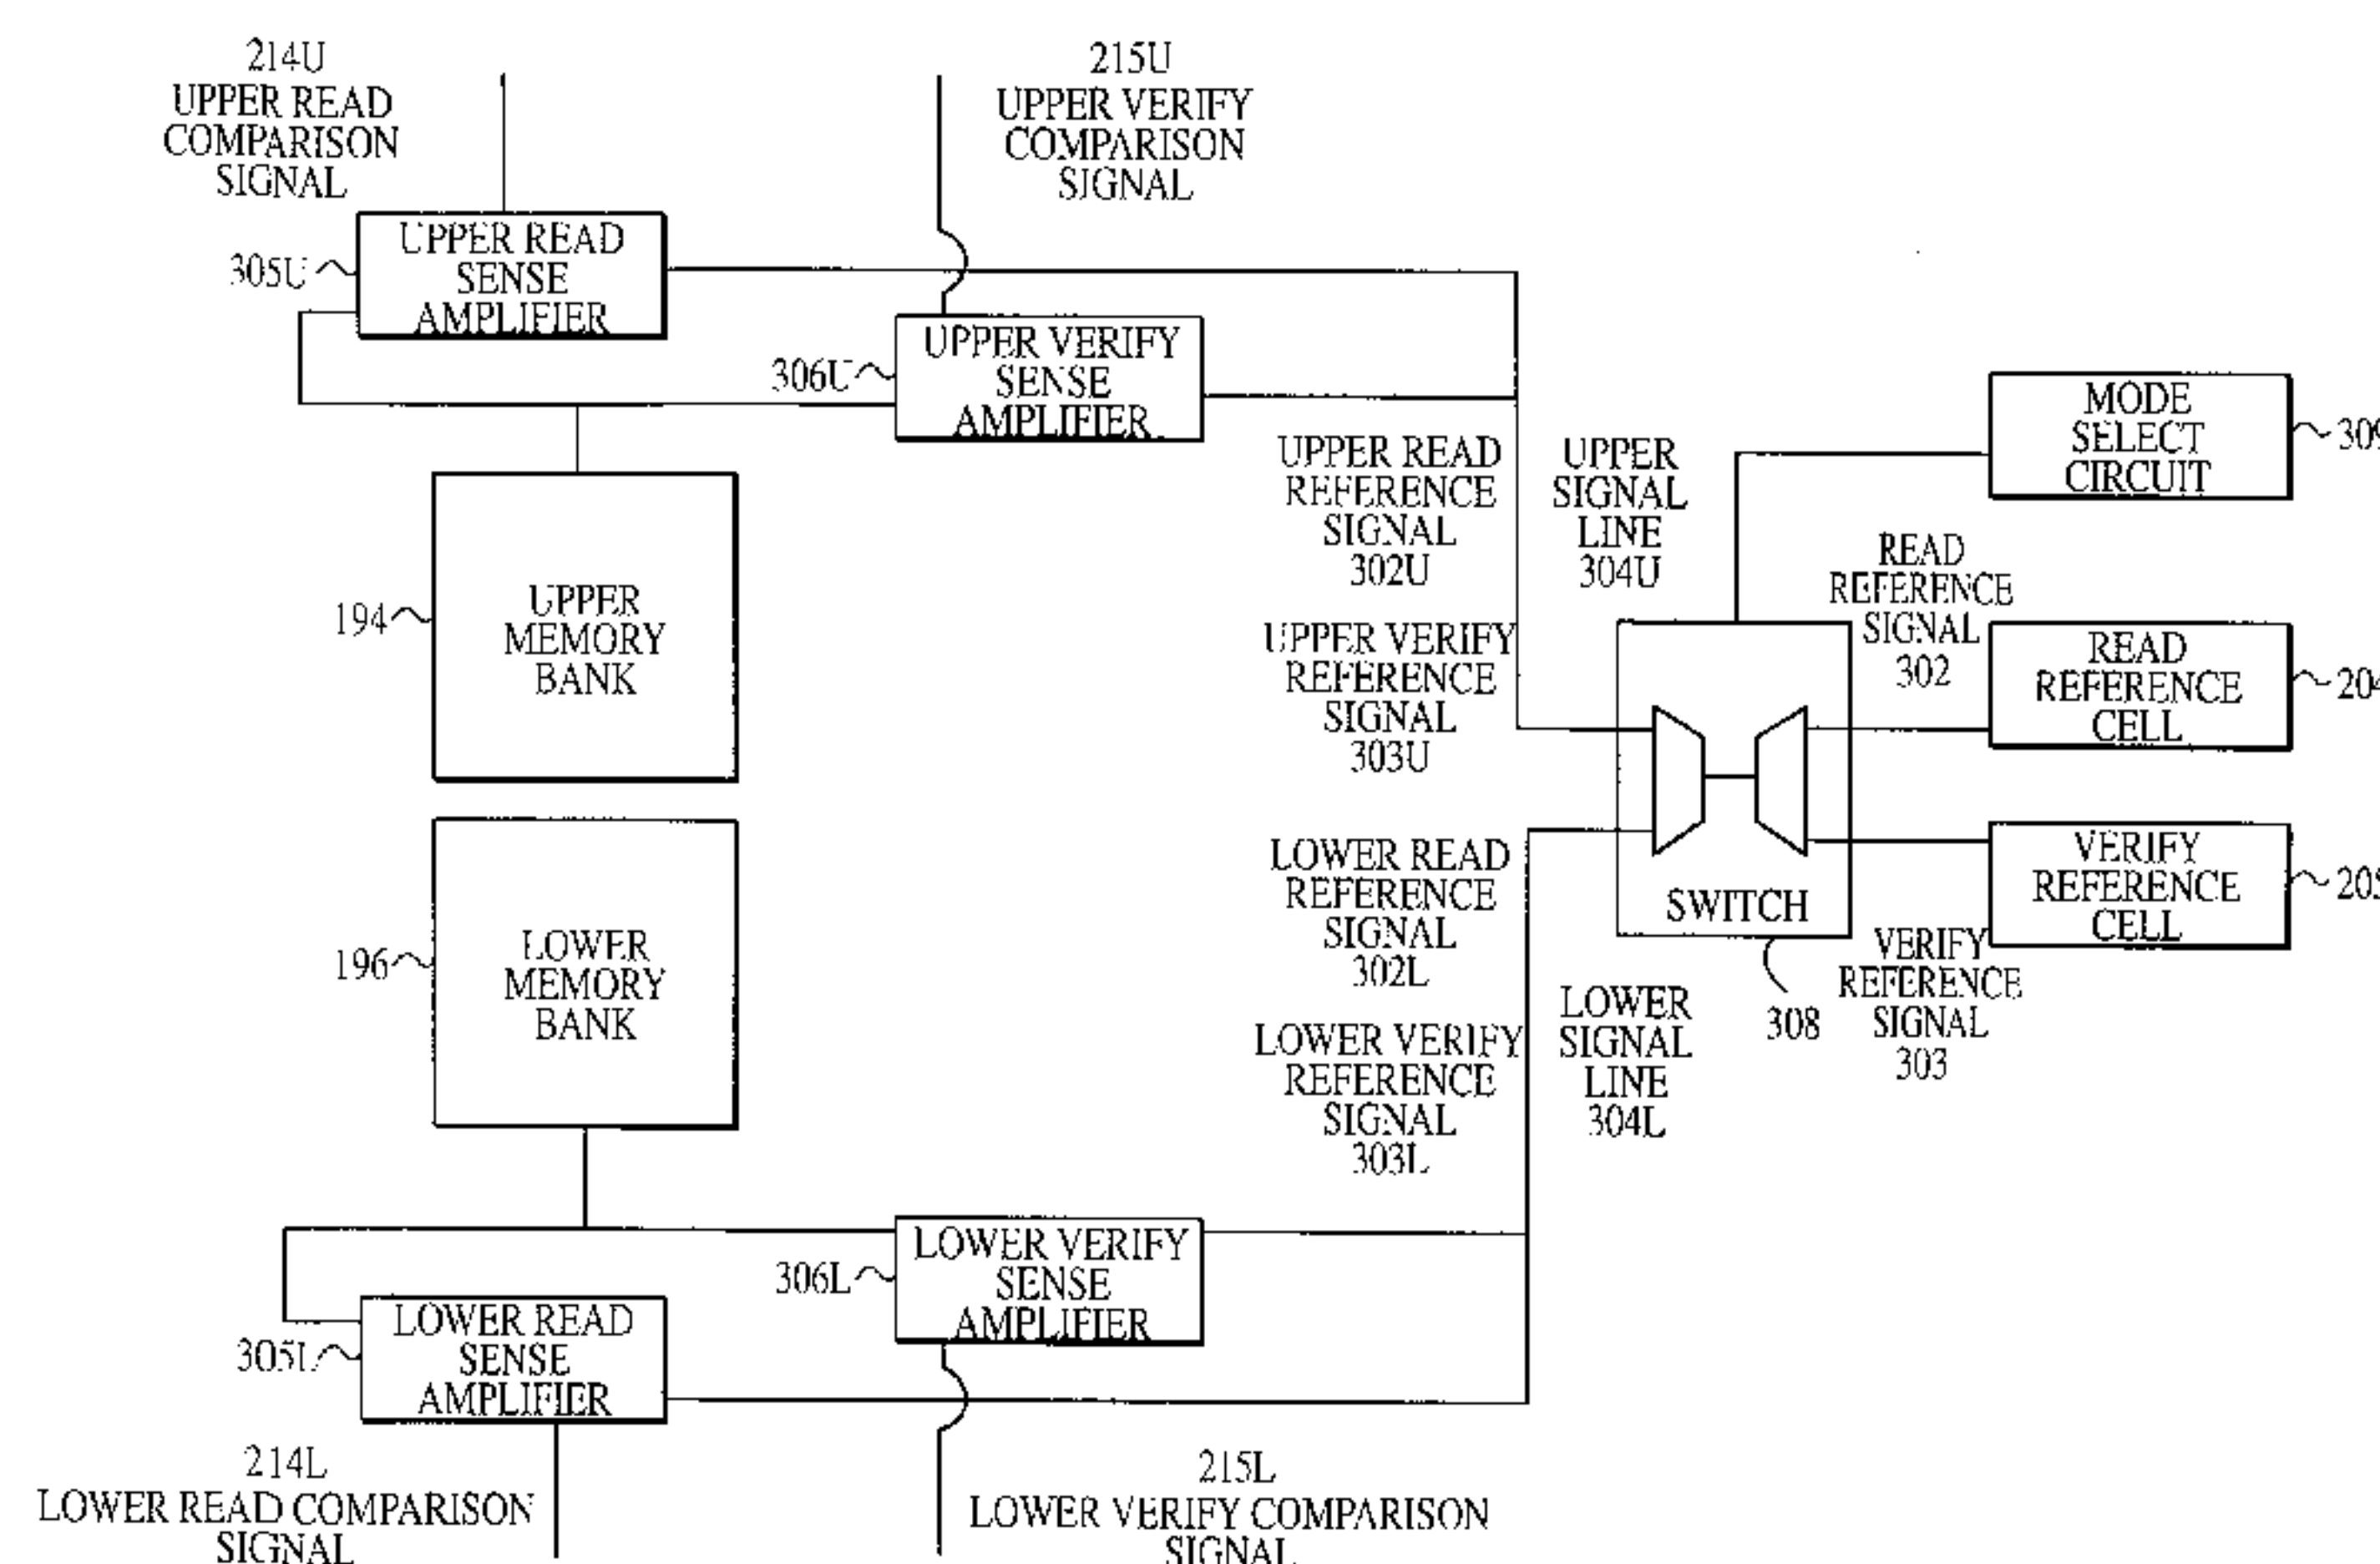 214U
UPPER READ
COMPARISON
SIGNAL
215U
UPPER VERIFY
COMPARISON
SIGNAL
305U
UPPER READ
SENSE
AMPLIFIER
306U
UPPER VERIFY
SENSE
AMPLIFIER
UPPER READ
REFERENCE
SIGNAL
302U
UPPER
SIGNAL
LINE
304U
MODE
SELECT
CIRCUIT
309
194
UPPER
MEMORY
BANK
UPPER VERIFY
REFERENCE
SIGNAL
303U
READ
REFERENCE
SIGNAL
302
READ
REFERENCE
CELL
204
196
LOWER
MEMORY
BANK
LOWER READ
REFERENCE
SIGNAL
302L
SWITCH
308
VERIFY
REFERENCE
CELL
205
VERIFY
REFERENCE
SIGNAL
303
LOWER VERIFY
REFERENCE
SIGNAL
303L
LOWER
SIGNAL
LINE
304L
306L
LOWER VERIFY
SENSE
AMPLIFIER
305L
LOWER READ
SENSE
AMPLIFIER
214L
LOWER READ COMPARISON
SIGNAL
215L
LOWER VERIFY COMPARISON
SIGNAL